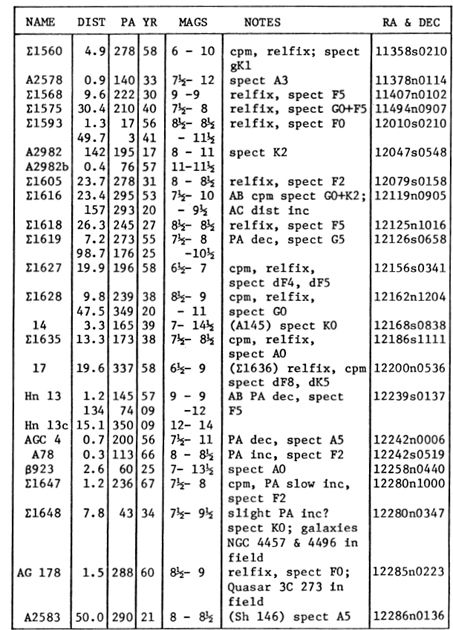 NAME DIST PA YR MAGS NOTES RA & DEC
Σ1560 4.9 278 58 6 - 10 cpm, relfix; spect 11358s0210
gK1
A2578 0.9 140 33 7½- 12 spect A3 11378n0114
Σ1568 9.6 222 30 9 -9 relfix, spect F5 11407n0102
Σ1575 30.4 210 40 7½- 8 relfix, spect G0+F5 11494n0907
Σ1593 1.3 17 56 8½- 8½ relfix, spect F0 12010s0210
49.7 3 41 - 11½
A2982 142 195 17 8 - 11 spect K2 12047s0548
A2982b 0.4 76 57 11-11½
Σ1605 23.7 278 31 8 - 8½ relfix, spect F2 12079s0158
Σ1616 23.4 295 53 7½- 10 AB cpm spect G0+K2; 12119n0905
157 293 20 - 9½ AC dist inc
Σ1618 26.3 245 27 8½- 8½ relfix, spect F5 12125n1016
Σ1619 7.2 273 55 7½- 8 PA dec, spect G5 12126s0658
98.7 176 25 -10½
Σ1627 19.9 196 58 6½- 7 cpm, relfix, 12156s0341
spect dF4, dF5
Σ1628 9.8 239 38 8½- 9 cpm, relfix, 12162n1204
47.5 349 20 - 11 spect G0
14 3.3 165 39 7- 14½ (A145) spect K0 12168s0838
Σ1635 13.3 173 38 7½- 8½ cpm, relfix, 12186s1111
spect A0
17 19.6 337 58 6½- 9 (Σ1636) relfix, cpm 12200n0536
spect dF8, dK5
Hn 13 1.2 145 57 9 - 9 AB PA dec, spect 12239s0137
134 74 09 -12 F5
Hn 13c 15.1 350 09 12- 14
AGC 4 0.7 200 56 7½- 11 PA dec, spect A5 12242n0006
A78 0.3 113 66 8 - 8½ PA inc, spect F2 12242s0519
β923 2.6 60 25 7- 13½ spect A0 12258n0440
Σ1647 1.2 236 67 7½- 8 cpm, PA slow inc, 12280n1000
spect F2
Σ1648 7.8 43 34 7½- 9½ slight PA inc? 12280n0347
spect K0; galaxies
NGC 4457 & 4496 in
field
AG 178 1.5 288 60 8½- 9 relfix, spect F0; 12285n0223
Quasar 3C 273 in
field
A2583 50.0 290 21 8 - 8½ (Sh 146) spect A5 12286n0136